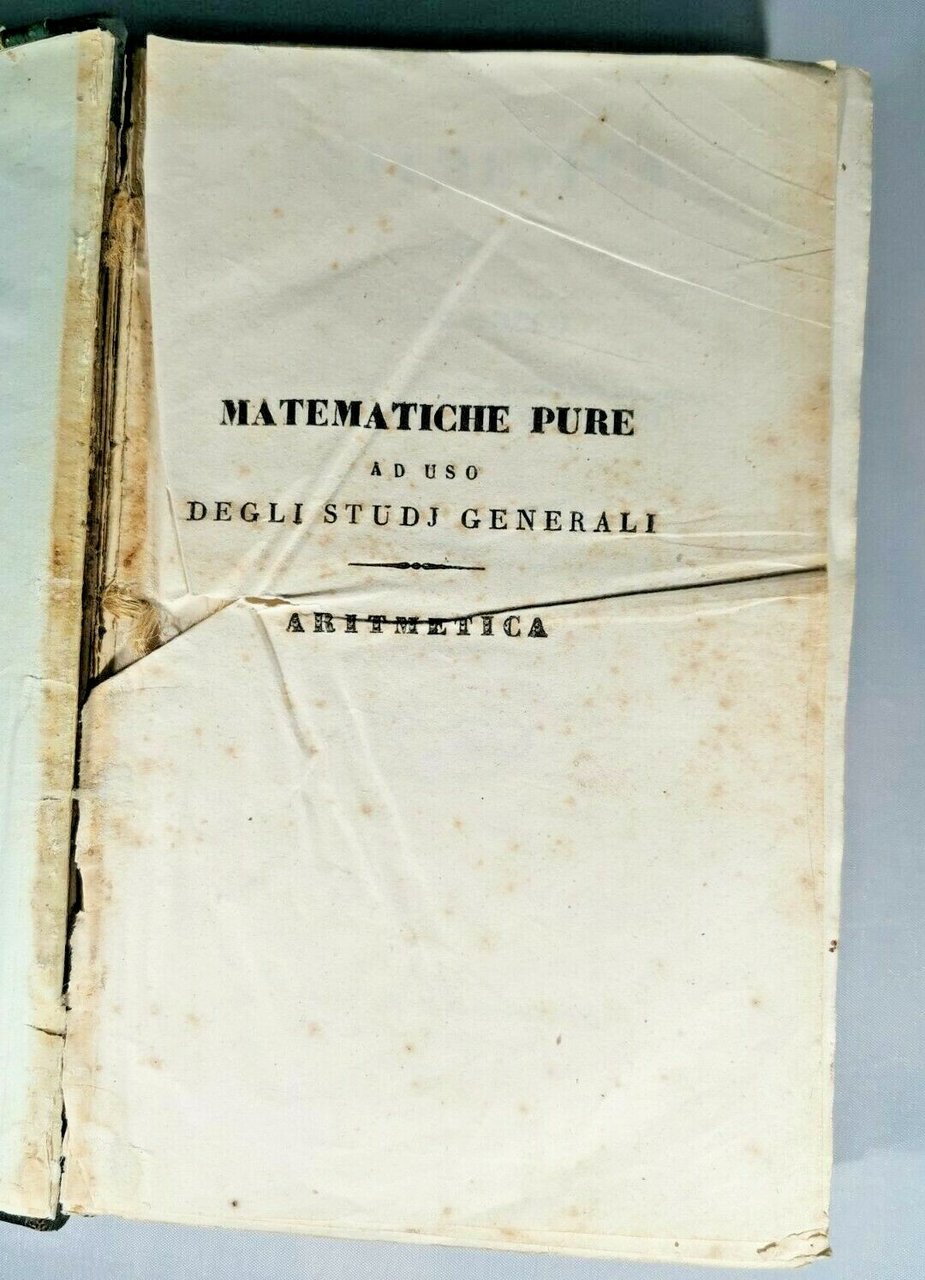 MATEMATICHE PURE
AD USO
DEGLI STUDJ GENERALI
ARITMETICA